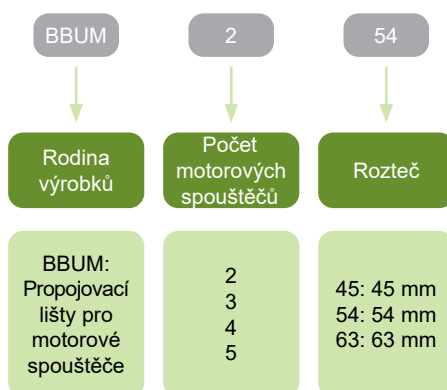 BBUM
2
54
Rodina
výrobků
Počet
motorových
spouštěčů
Rozteč
BBUM:
Propojovací
lišty pro
motorové
spouštěče
2
3
4
5
45: 45 mm
54: 54 mm
63: 63 mm